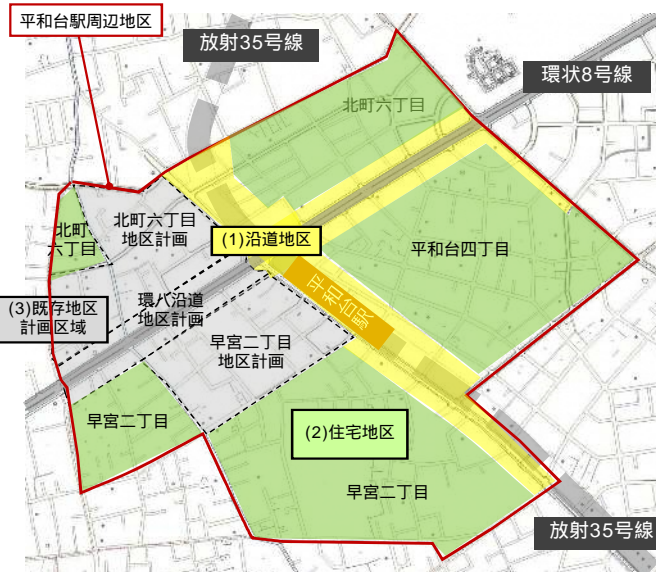 平和台駅周辺地区
放射35号線
環状8号線
北町六丁目
北町
六丁目
北町六丁目
地区計画
(1)沿道地区
平和台四丁目
平和台駅
(3)既存地区
計画区域
環八沿道
地区計画
早宮二丁目
地区計画
早宮二丁目
(2)住宅地区
早宮二丁目
放射35号線